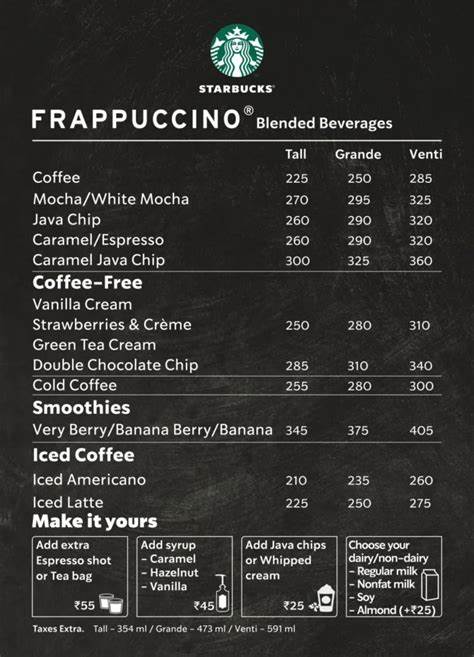 STARBUCKS
FRAPPUCCINO® Blended Beverages
Tall Grande Venti
Coffee 225 250 285
Mocha/White Mocha 270 295 325
Java Chip 260 290 320
Caramel/Espresso 260 290 320
Caramel Java Chip 300 325 360
Coffee-Free
Vanilla Cream
Strawberries & Crème 250 280 310
Green Tea Cream
Double Chocolate Chip 285 310 340
Cold Coffee 255 280 300
Smoothies
Very Berry/Banana Berry/Banana 345 375 405
Iced Coffee
Iced Americano 210 235 260
Iced Latte 225 250 275
Make it yours
Add extra
Espresso shot
or Tea bag
₹55
Add syrup
- Caramel
- Hazelnut
- Vanilla
₹45
Add Java chips
or Whipped
cream
₹25
Choose your
dairy/non-dairy
- Regular milk
- Nonfat milk
- Soy
- Almond (+₹25)
Taxes Extra. Tall - 354 ml / Grande - 473 ml / Venti - 591 ml